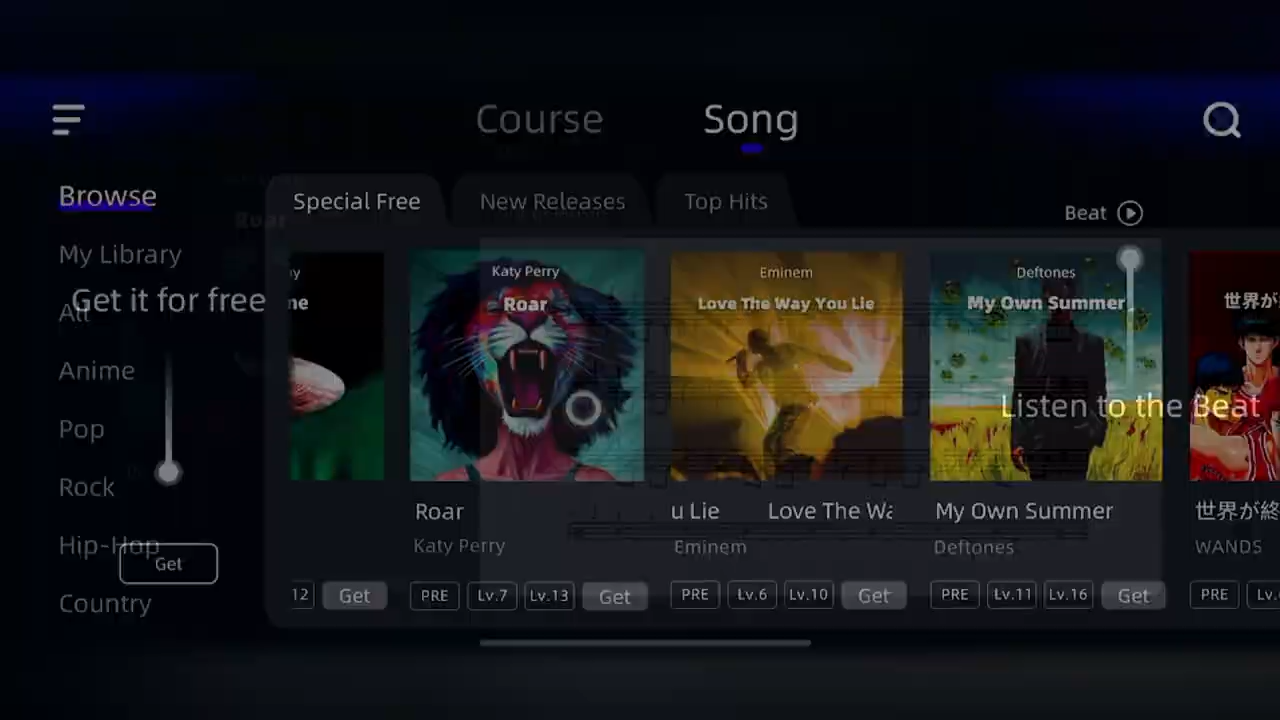 Course
Song
Browse
Special Free
New Releases
Top Hits
Beat
My Library
All
Get it for free
Anime
Pop
Rock
Hip-Hop
Get
Country
Katy Perry
Roar
Eminem
Love The Way You Lie
Deftones
My Own Summer
世界が
Listen to the Beat
Roar
Katy Perry
u Lie Love The Wa
Eminem
My Own Summer
Deftones
世界が終
WANDS
12 Get
PRE Lv.7 Lv.13 Get
PRE Lv.6 Lv.10 Get
PRE Lv.11 Lv.16 Get
PRE Lv.